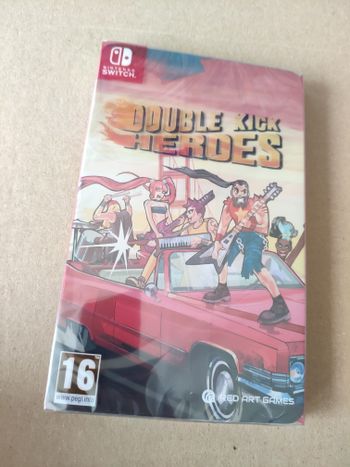 NINTENDO
SWITCH
DOUBLE KICK
HEROES
16
www.pegi.info
RED ART GAMES